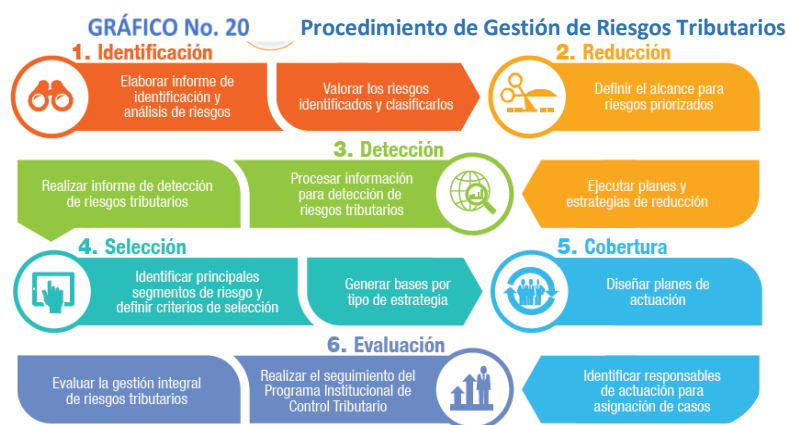 GRÁFICO No. 20
Procedimiento de Gestión de Riesgos Tributarios
1. Identificación
Elaborar informe de
identificación y
análisis de riesgos
Valorar los riesgos
identificados y clasificarlos
2. Reducción
Definir el alcance para
riesgos priorizados
Ejecutar planes y
estrategias de reducción
3. Detección
Procesar información
para detección de
riesgos tributarios
Realizar informe de detección
de riesgos tributarios
4. Selección
Identificar principales
segmentos de riesgo y
definir criterios de selección
Generar bases por
tipo de estrategia
5. Cobertura
Diseñar planes de
actuación
Identificar responsables
de actuación para
asignación de casos
6. Evaluación
Realizar el seguimiento del
Programa Institucional de
Control Tributario
Evaluar la gestión integral
de riesgos tributarios